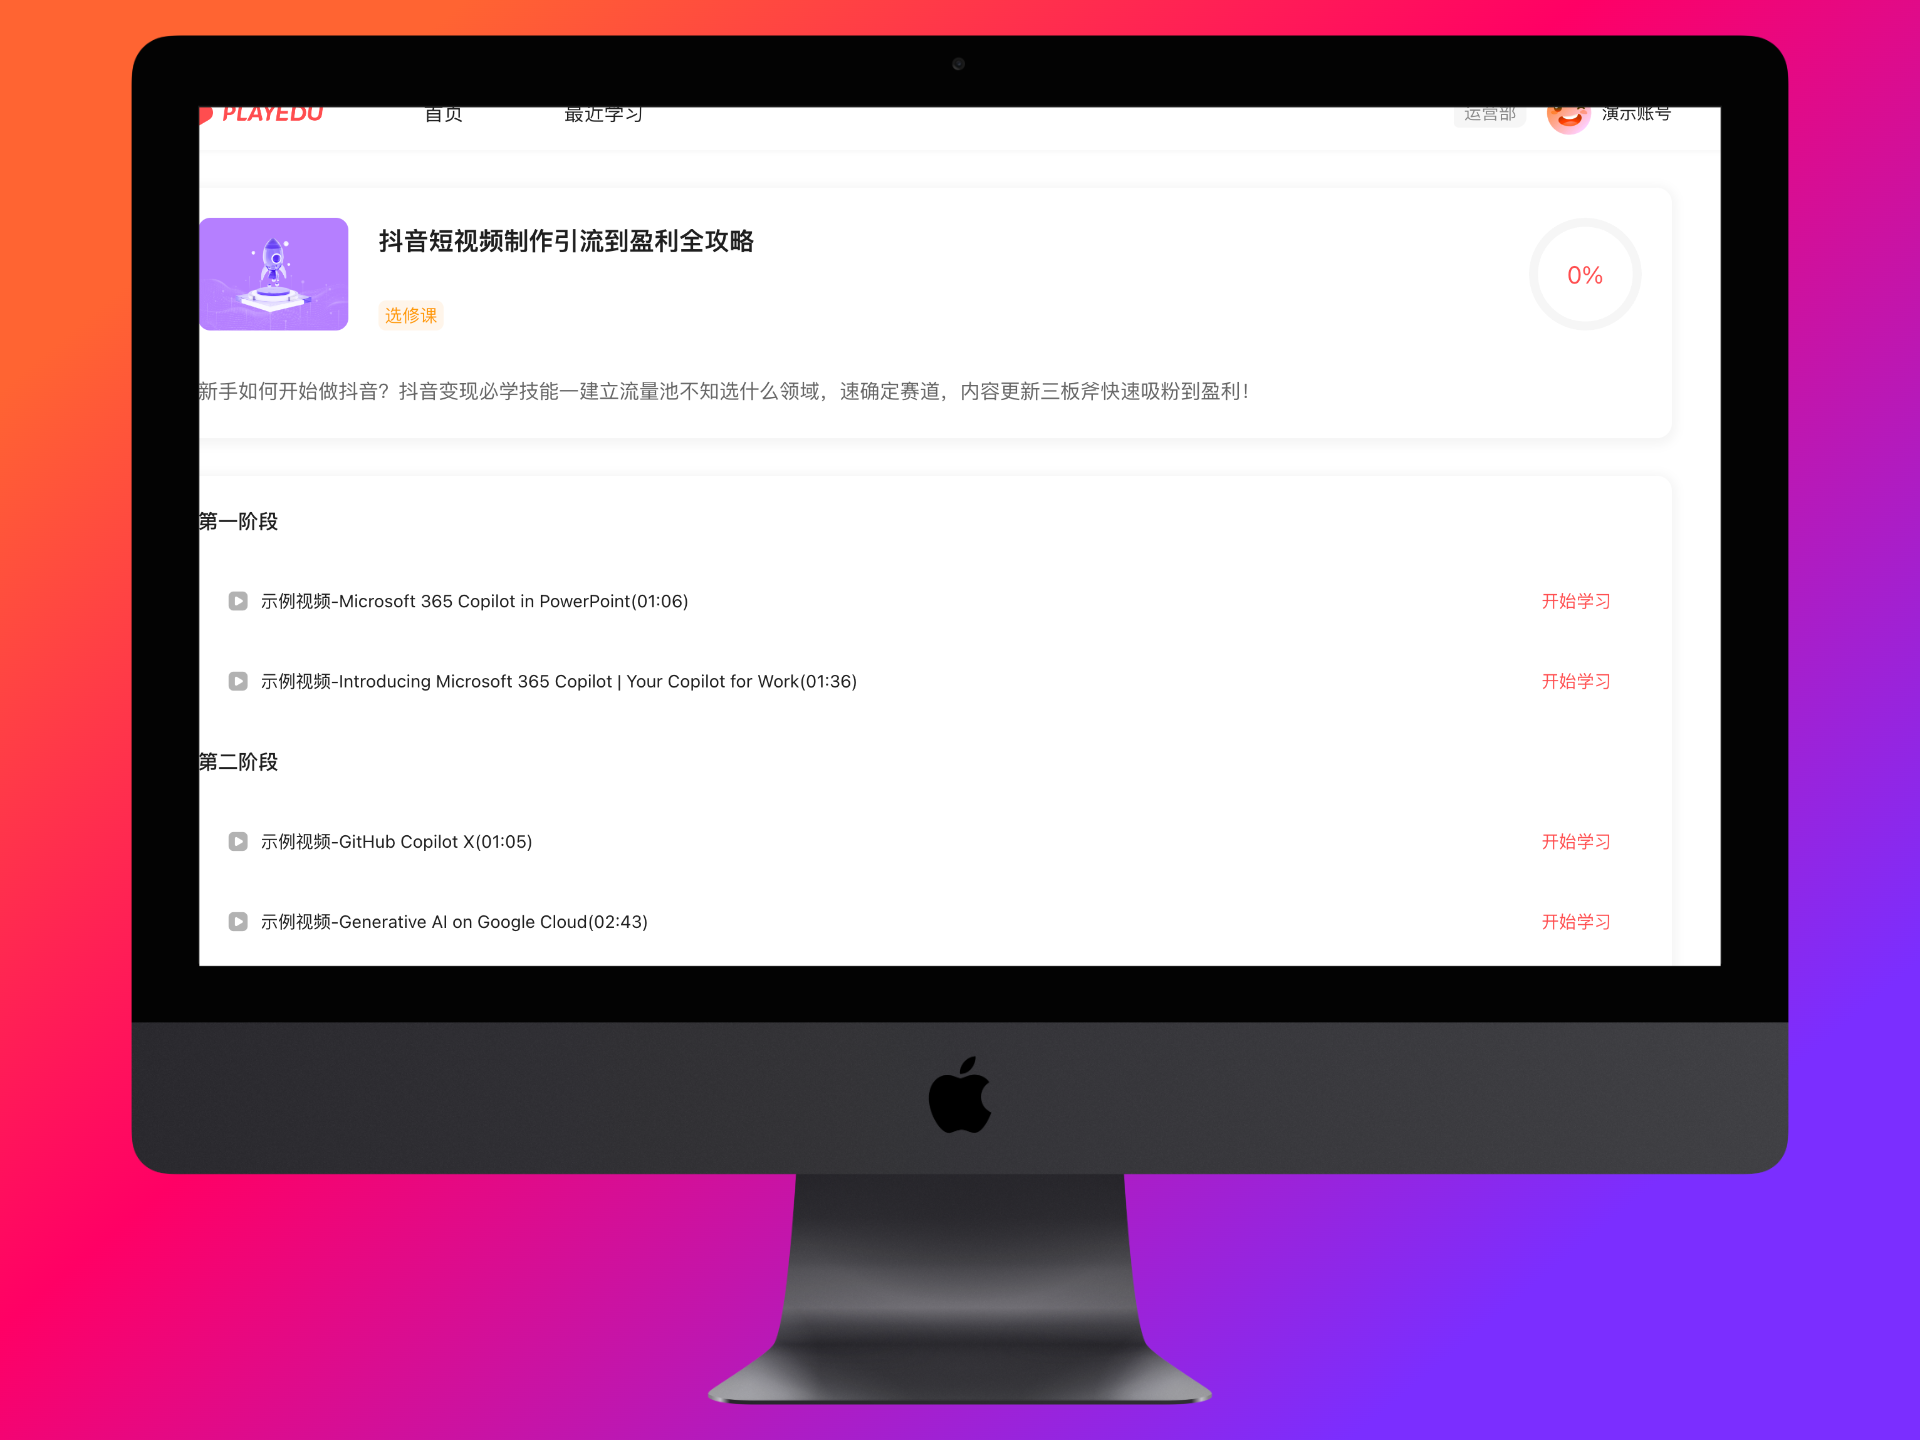 PLAYEDU
首页
最近学习
运营部
演示账号
抖音短视频制作引流到盈利全攻略
选修课
0%
新手如何开始做抖音？抖音变现必学技能一建立流量池不知选什么领域，速确定赛道，内容更新三板斧快速吸粉到盈利！
第一阶段
示例视频-Microsoft 365 Copilot in PowerPoint(01:06)
开始学习
示例视频-Introducing Microsoft 365 Copilot | Your Copilot for Work(01:36)
开始学习
第二阶段
示例视频-GitHub Copilot X(01:05)
开始学习
示例视频-Generative AI on Google Cloud(02:43)
开始学习